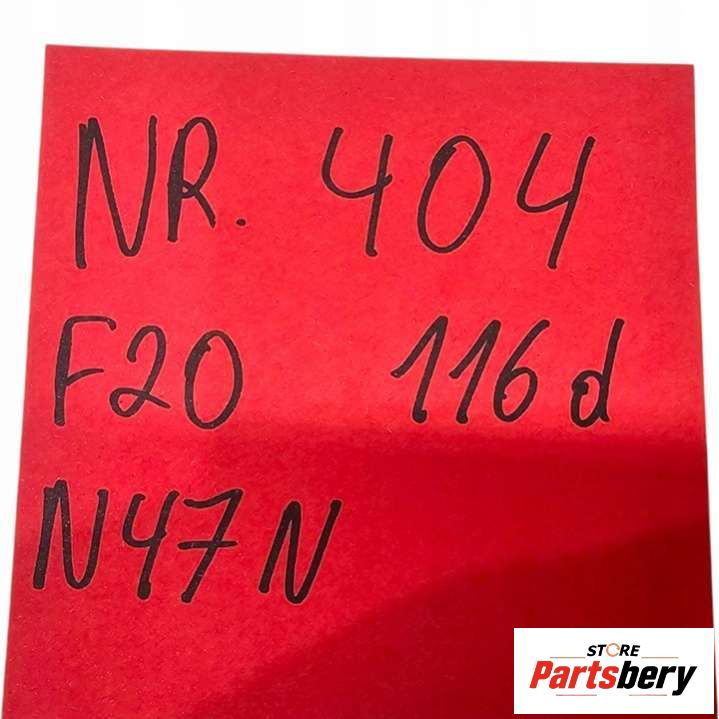 NR. 404
F20 116d
N47N
STORE
Partsbery